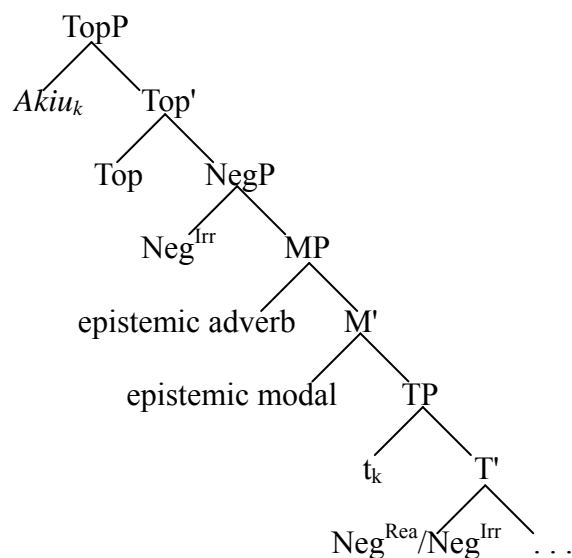 TopP
Akiuₖ Top'
Top NegP
Negᴵʳʳ MP
epistemic adverb M'
epistemic modal TP
tₖ T'
Negᴿᵉᵃ/Negᴵʳʳ . . .